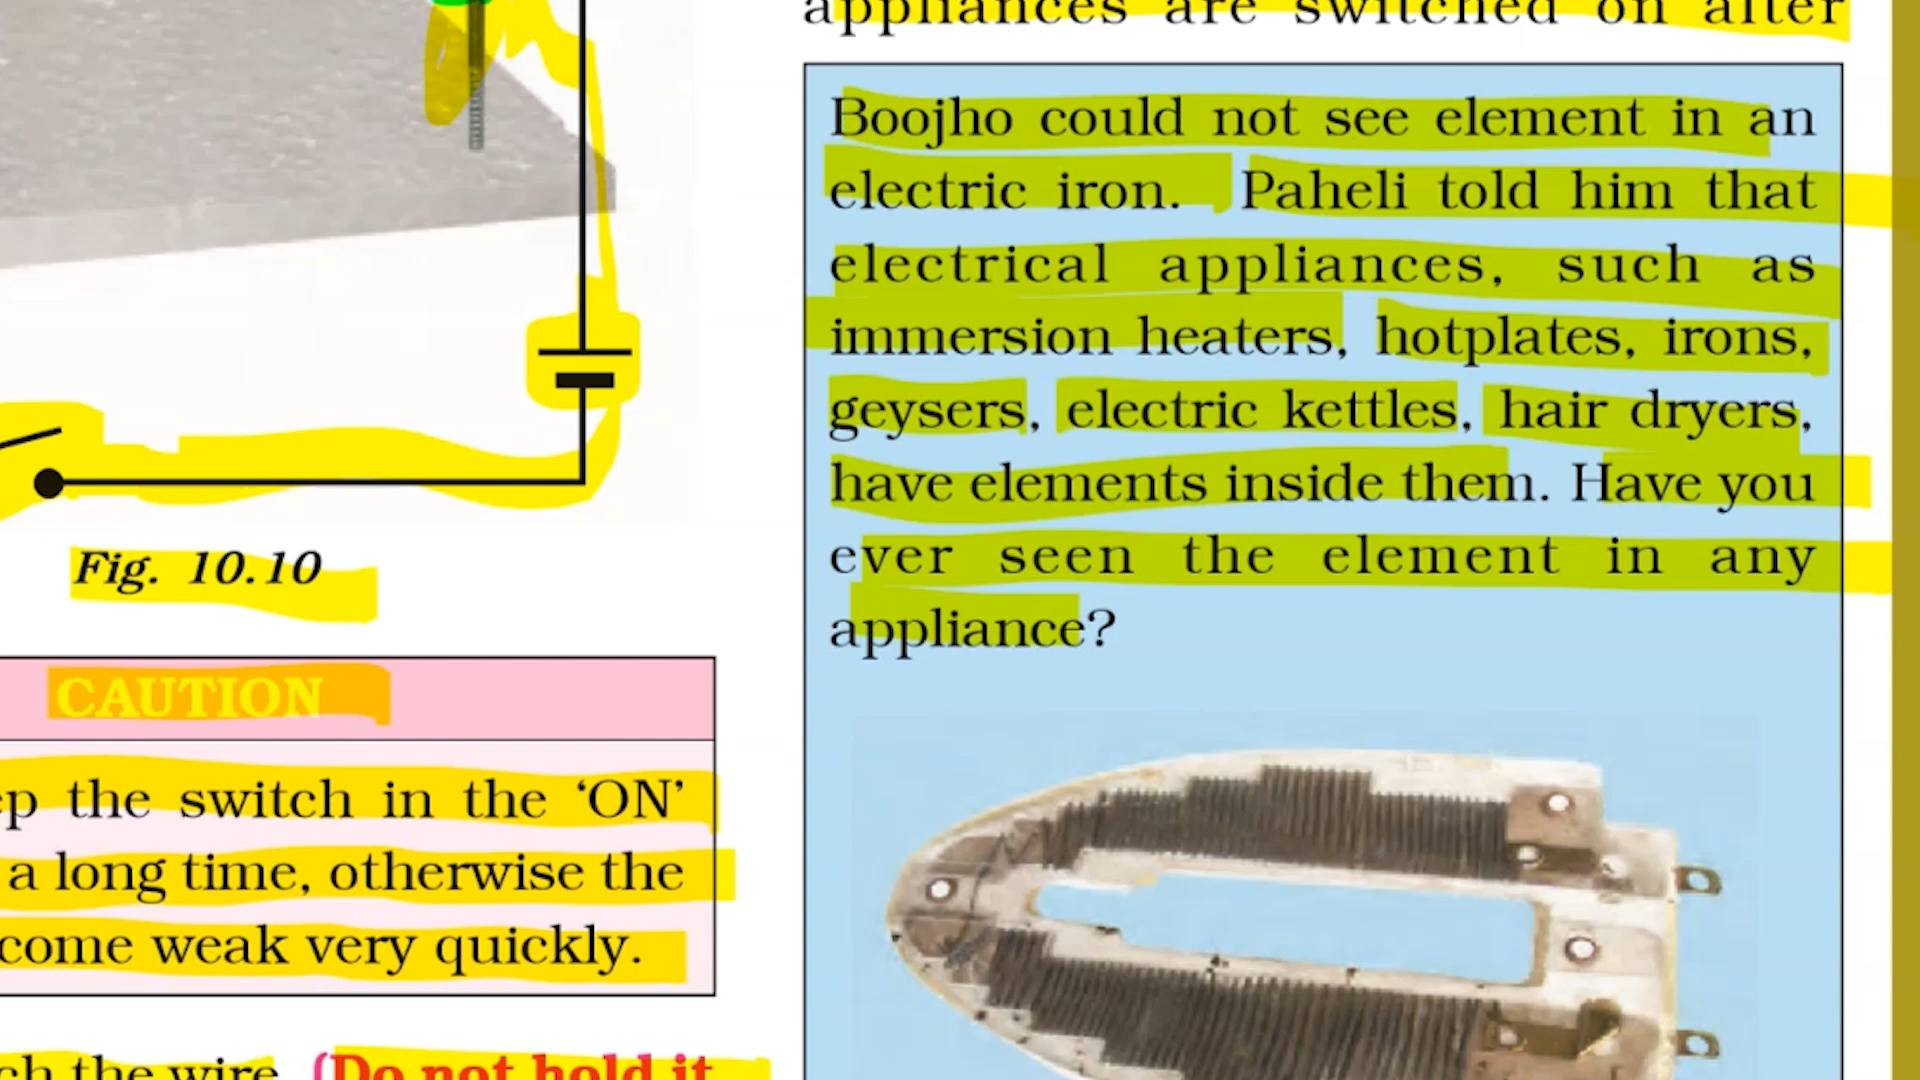 Fig. 10.10
CAUTION
the switch in the ‘ON’
a long time, otherwise the
weak very quickly.
the wire. (Do not hold it
appliances are switched on after
Boojho could not see element in an
electric iron. Paheli told him that
electrical appliances, such as
immersion heaters, hotplates, irons,
geysers, electric kettles, hair dryers,
have elements inside them. Have you
ever seen the element in any
appliance?